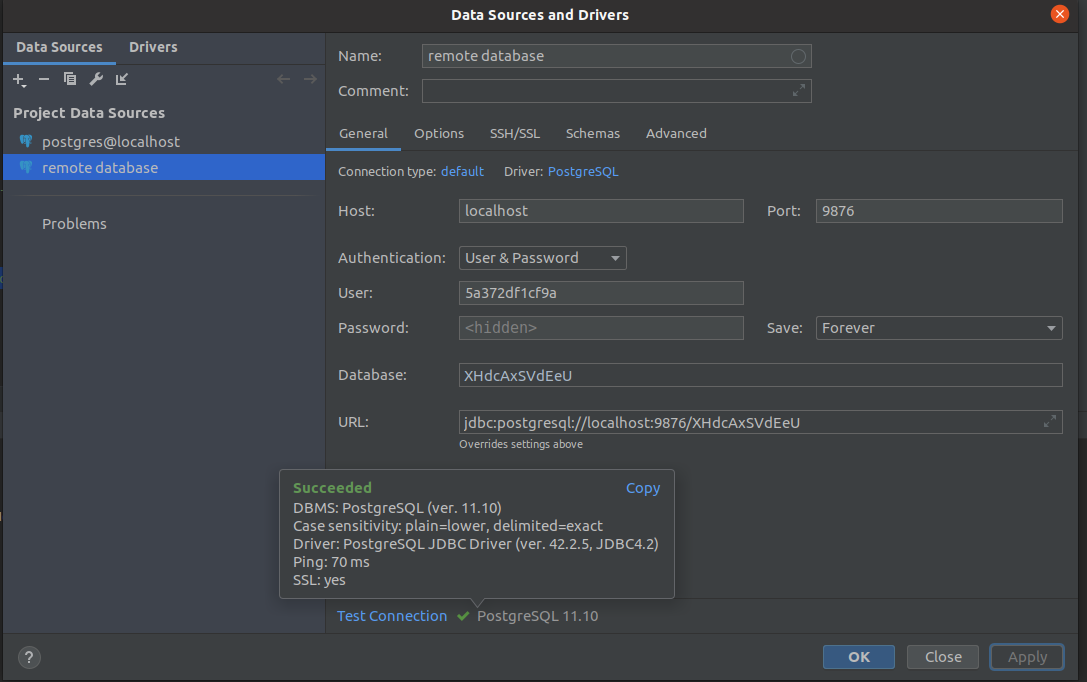 Data Sources and Drivers
Data Sources Drivers
Project Data Sources
postgres@localhost
remote database
Problems
Name: remote database
Comment:
General Options SSH/SSL Schemas Advanced
Connection type: default Driver: PostgreSQL
Host: localhost Port: 9876
Authentication: User & Password
User: 5a372df1cf9a
Password: <hidden> Save: Forever
Database: XHdcAxSVdEeU
URL: jdbc:postgresql://localhost:9876/XHdcAxSVdEeU
Overrides settings above
Succeeded Copy
DBMS: PostgreSQL (ver. 11.10)
Case sensitivity: plain=lower, delimited=exact
Driver: PostgreSQL JDBC Driver (ver. 42.2.5, JDBC4.2)
Ping: 70 ms
SSL: yes
Test Connection PostgreSQL 11.10
? OK Close Apply